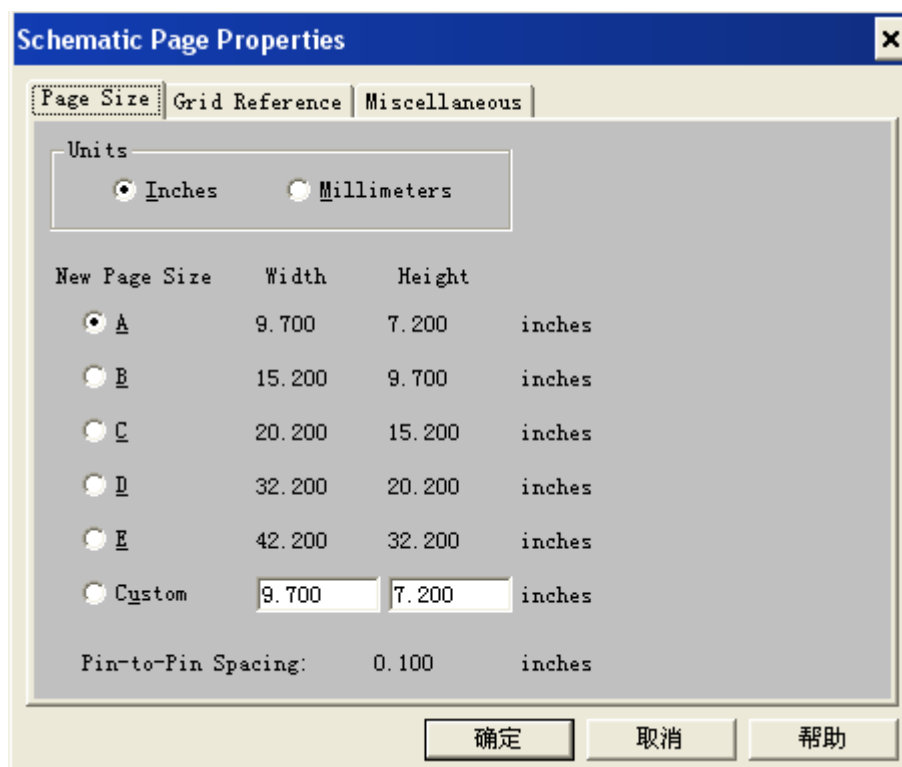 Schematic Page Properties
Page Size Grid Reference Miscellaneous
Units
Inches Millimeters
New Page Size Width Height
A 9.700 7.200 inches
B 15.200 9.700 inches
C 20.200 15.200 inches
D 32.200 20.200 inches
E 42.200 32.200 inches
Custom 9.700 7.200 inches
Pin-to-Pin Spacing: 0.100 inches
确定 取消 帮助